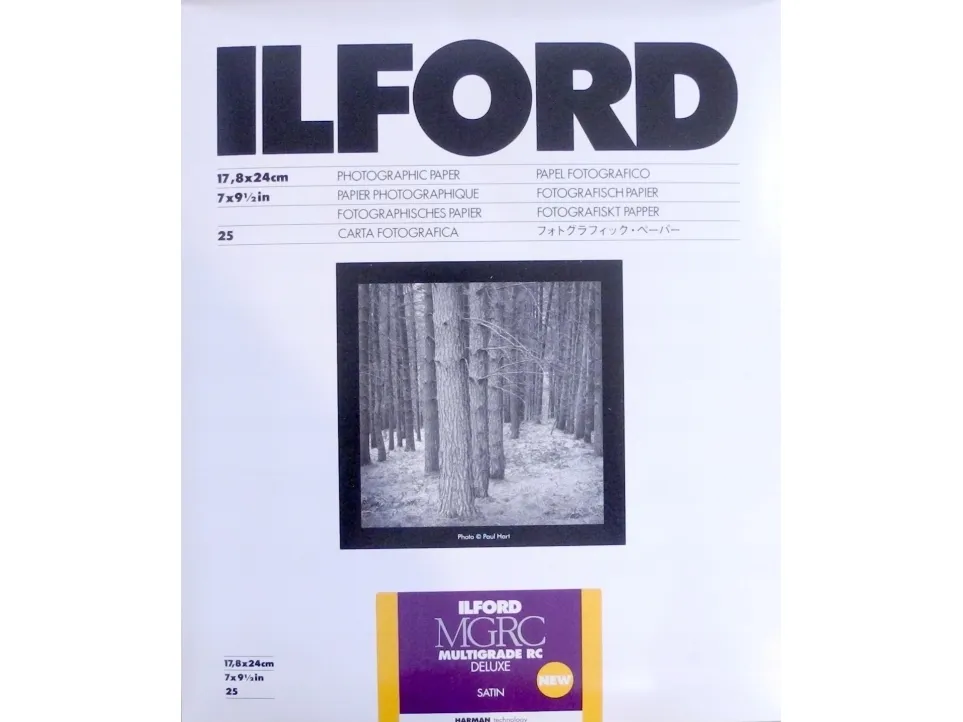 ILFORD
17,8x24cm PHOTOGRAPHIC PAPER PAPEL FOTOGRAFICO
7x9½in PAPIER PHOTOGRAPHIQUE FOTOGRAFISCH PAPIER
FOTOGRAPHISCHES PAPIER FOTOGRAFISKT PAPPER
25 CARTA FOTOGRAFICA フォトグラフィック・ペーパー
Photo © Paul Hart
ILFORD
MGRC
MULTIGRADE RC
DELUXE
NEW
SATIN
HARMAN technology
17,8x24cm
7x9½in
25